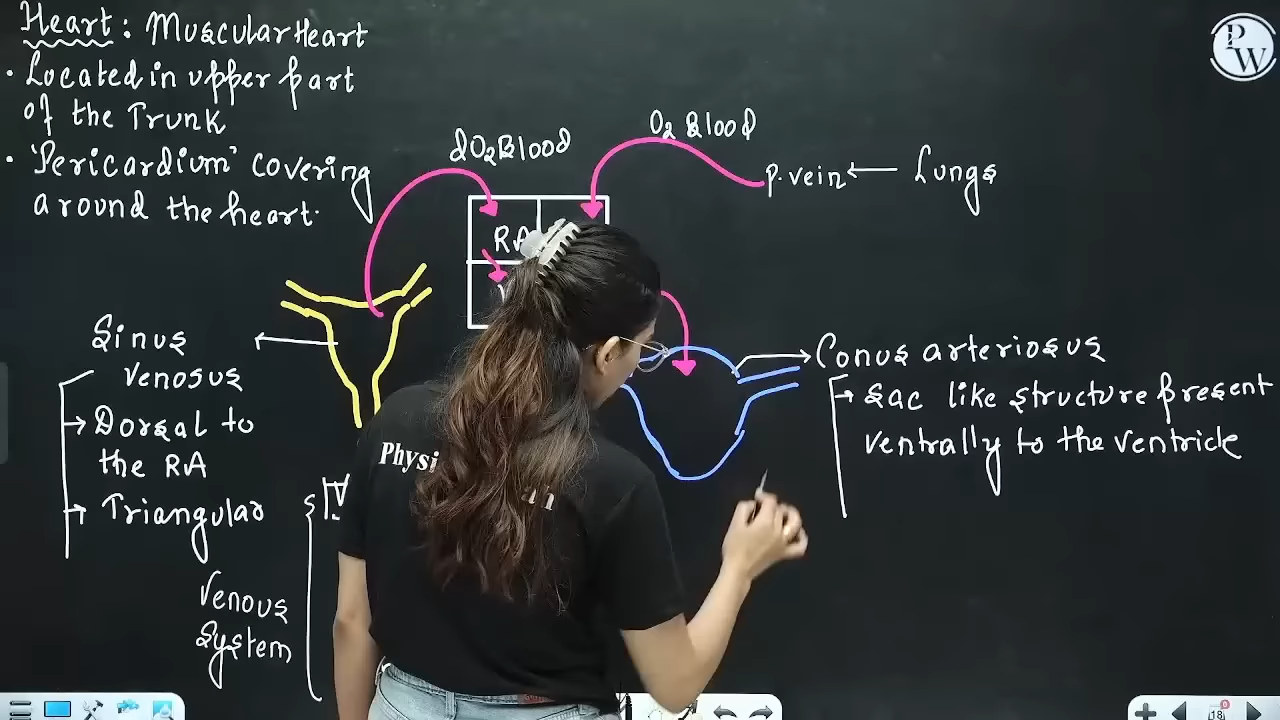 Heart: Muscular Heart
· Located in upper part
of the Trunk
· 'Pericardium' covering
around the heart.
PW
dO2 Blood
O2 Blood
p.vein ← Lungs
RA
Sinus
venosus
→ Dorsal to
the RA
→ Triangular
Venous
System
Conus arteriosus
→ Sac like structure present
ventrally to the ventricle
Physi
18